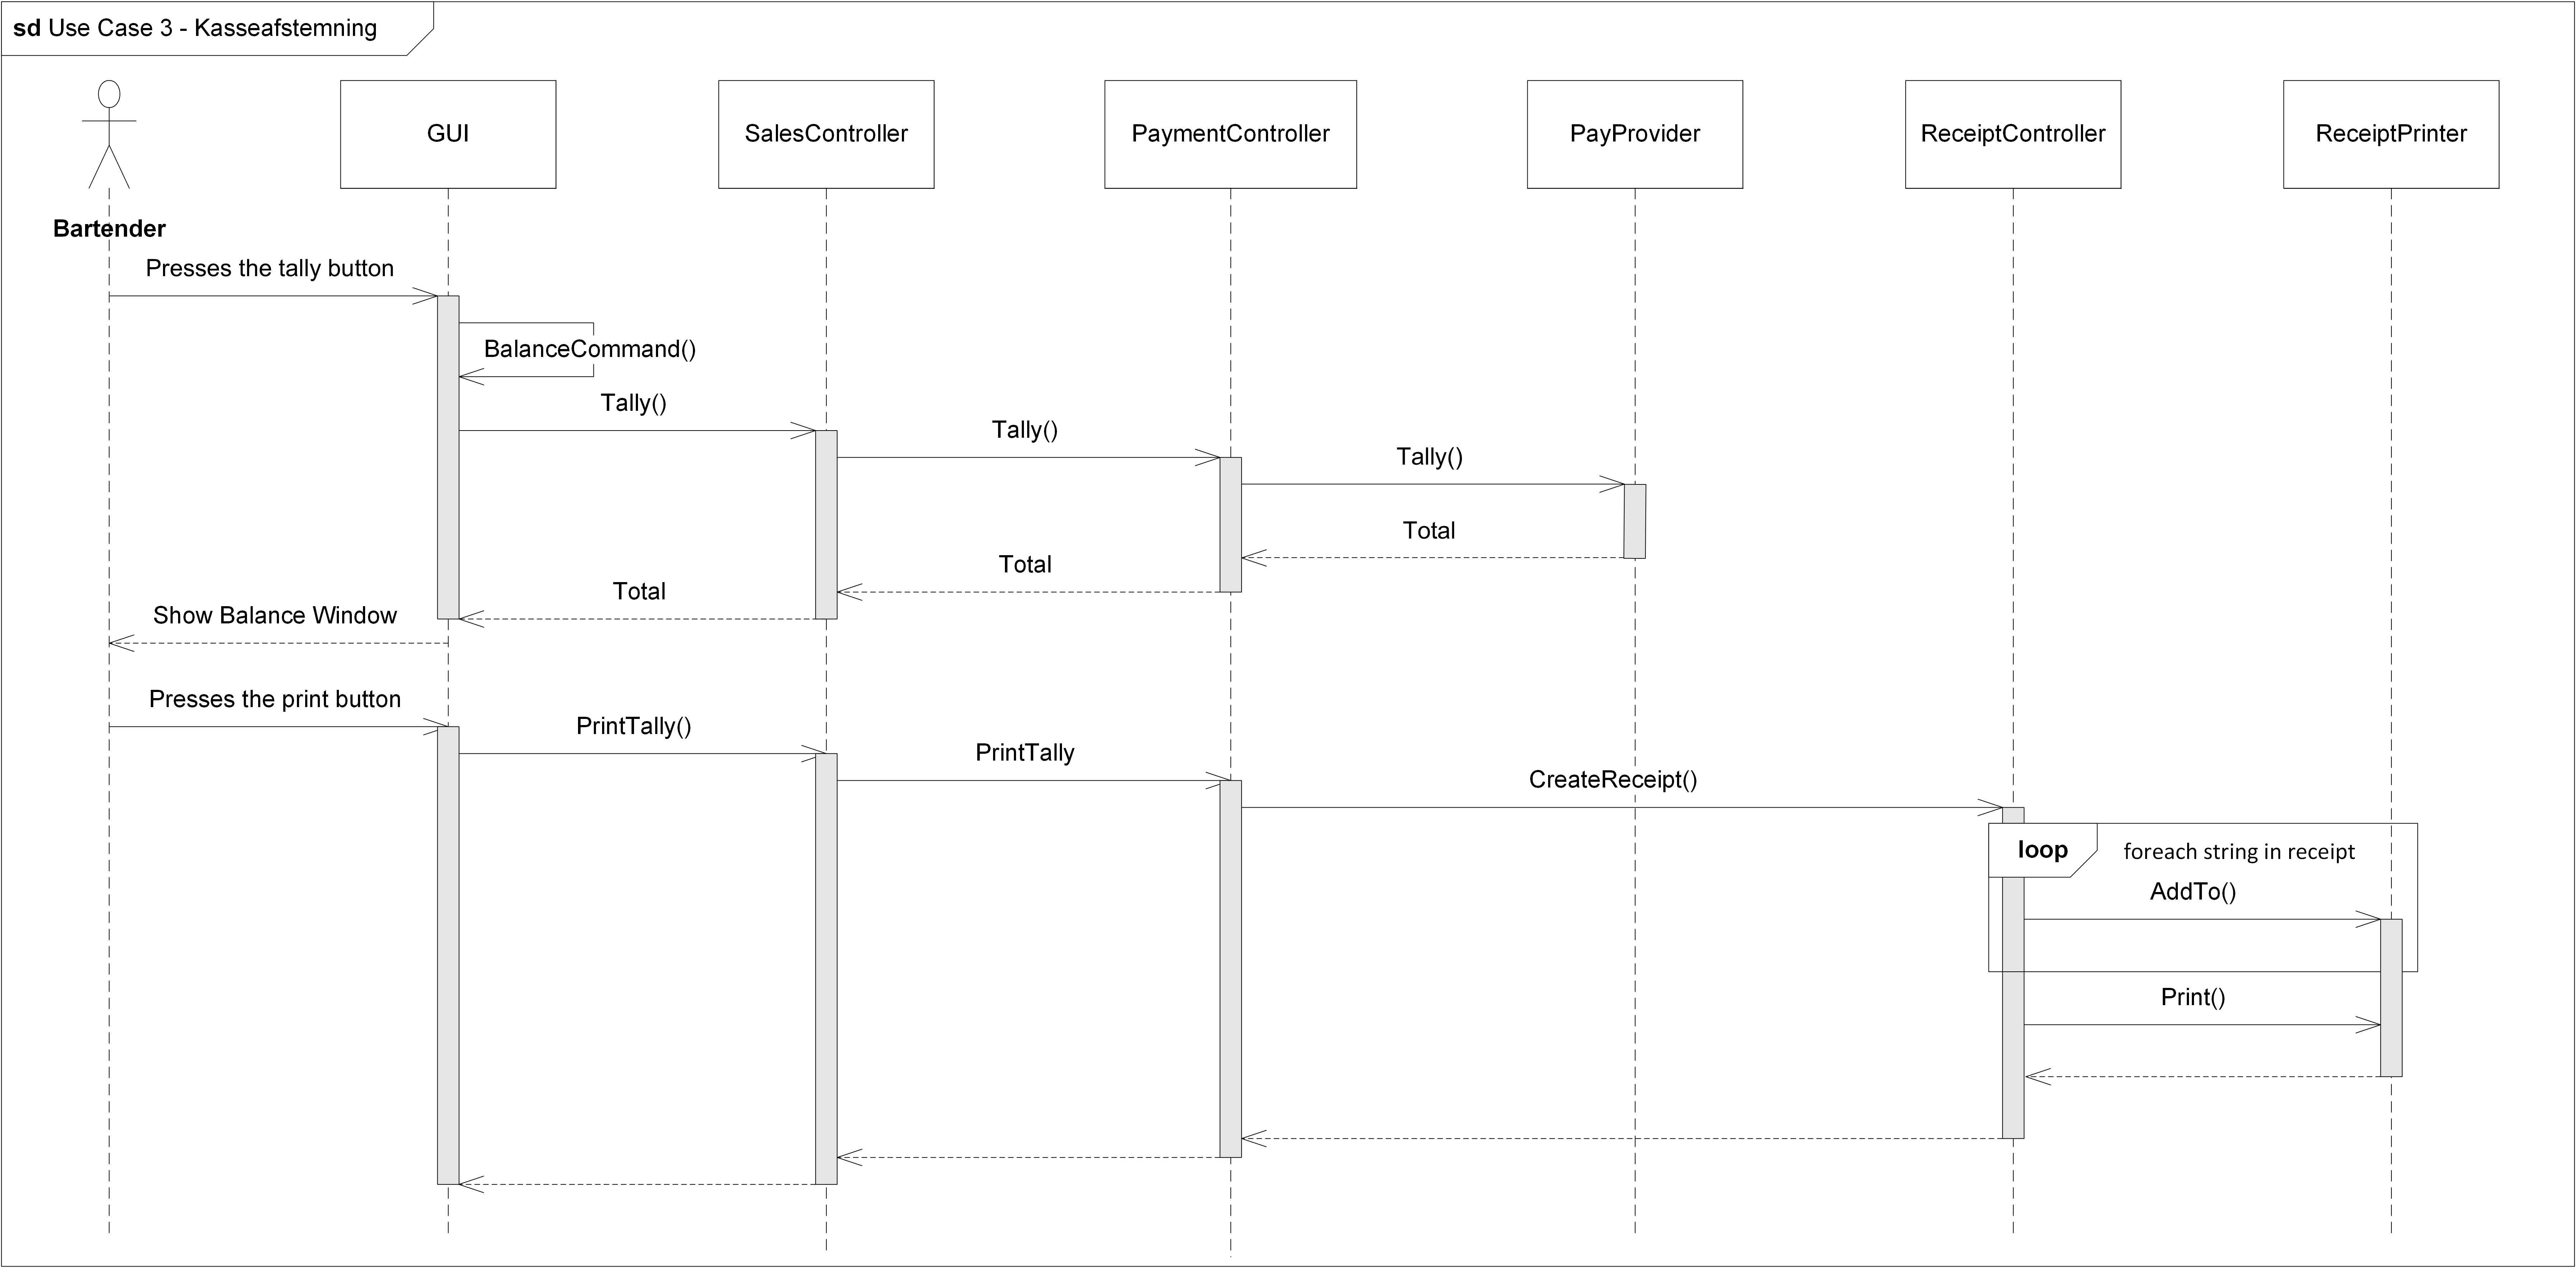 sd Use Case 3 - Kasseafstemning
GUI
SalesController
PaymentController
PayProvider
ReceiptController
ReceiptPrinter
Bartender
Presses the tally button
BalanceCommand()
Tally()
Tally()
Tally()
Total
Total
Total
Show Balance Window
Presses the print button
PrintTally()
PrintTally
CreateReceipt()
loop foreach string in receipt
AddTo()
Print()